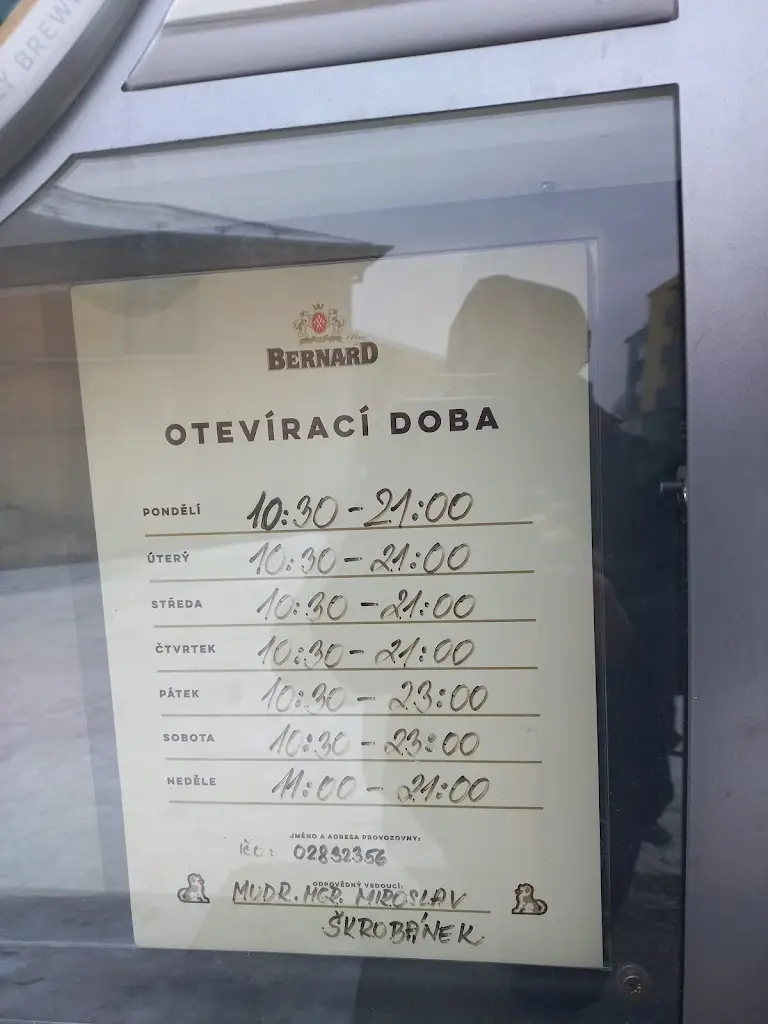 BREW
BERNARD
OTEVÍRACÍ DOBA
PONDĚLÍ 10:30 - 21:00
ÚTERÝ 10:30 - 21:00
STŘEDA 10:30 - 21:00
ČTVRTEK 10:30 - 21:00
PÁTEK 10:30 - 23:00
SOBOTA 10:30 - 23:00
NEDĚLE 11:00 - 21:00
JMÉNO A ADRESA PROVOZOVNY:
IČO: 02892356
ODPOVĚDNÝ VEDOUCÍ:
MUDR. MGR. MIROSLAV
ŠKROBÁNEK